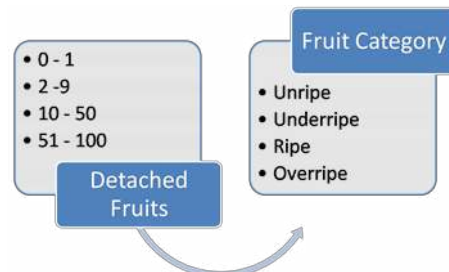 • 0 - 1
• 2 -9
• 10 - 50
• 51 - 100
Detached
Fruits
Fruit Category
• Unripe
• Underripe
• Ripe
• Overripe